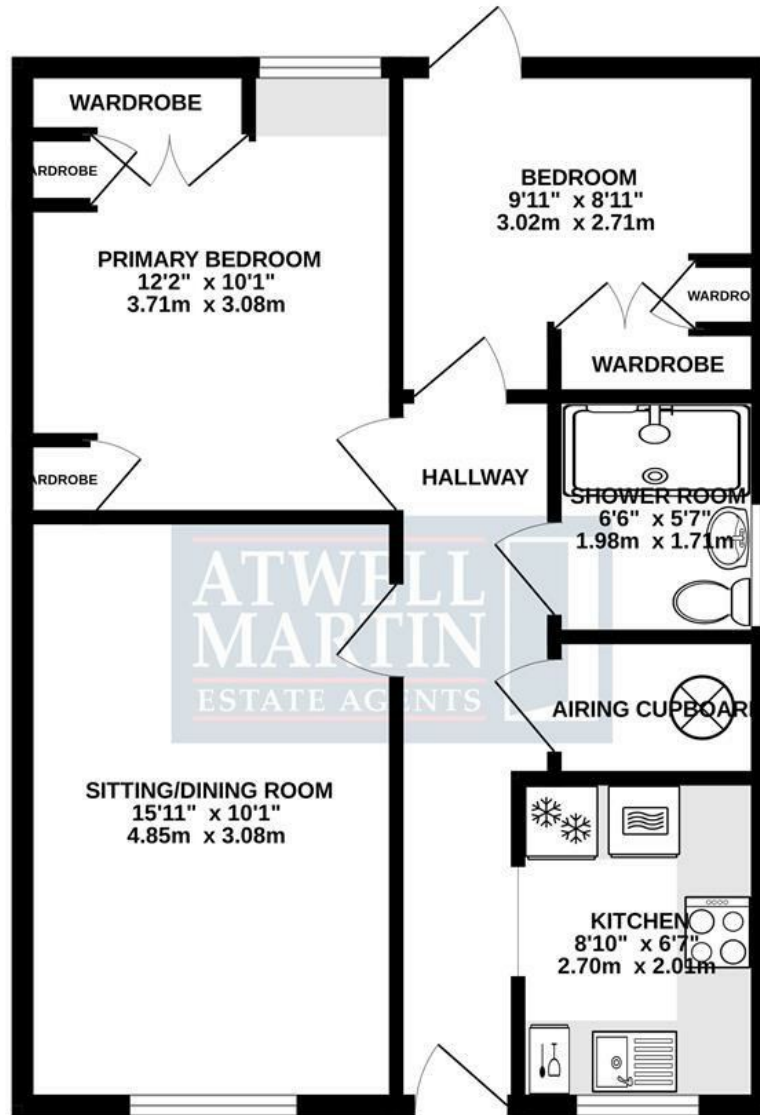 WARDROBE
ARDROBE
PRIMARY BEDROOM
12'2" x 10'1"
3.71m x 3.08m
ARDROBE
BEDROOM
9'11" x 8'11"
3.02m x 2.71m
WARDRO
WARDROBE
HALLWAY
SHOWER ROOM
6'6" x 5'7"
1.98m x 1.71m
ATWELL
MARTIN
ESTATE AGENTS
AIRING CUPBOARD
SITTING/DINING ROOM
15'11" x 10'1"
4.85m x 3.08m
KITCHEN
8'10" x 6'7"
2.70m x 2.01m